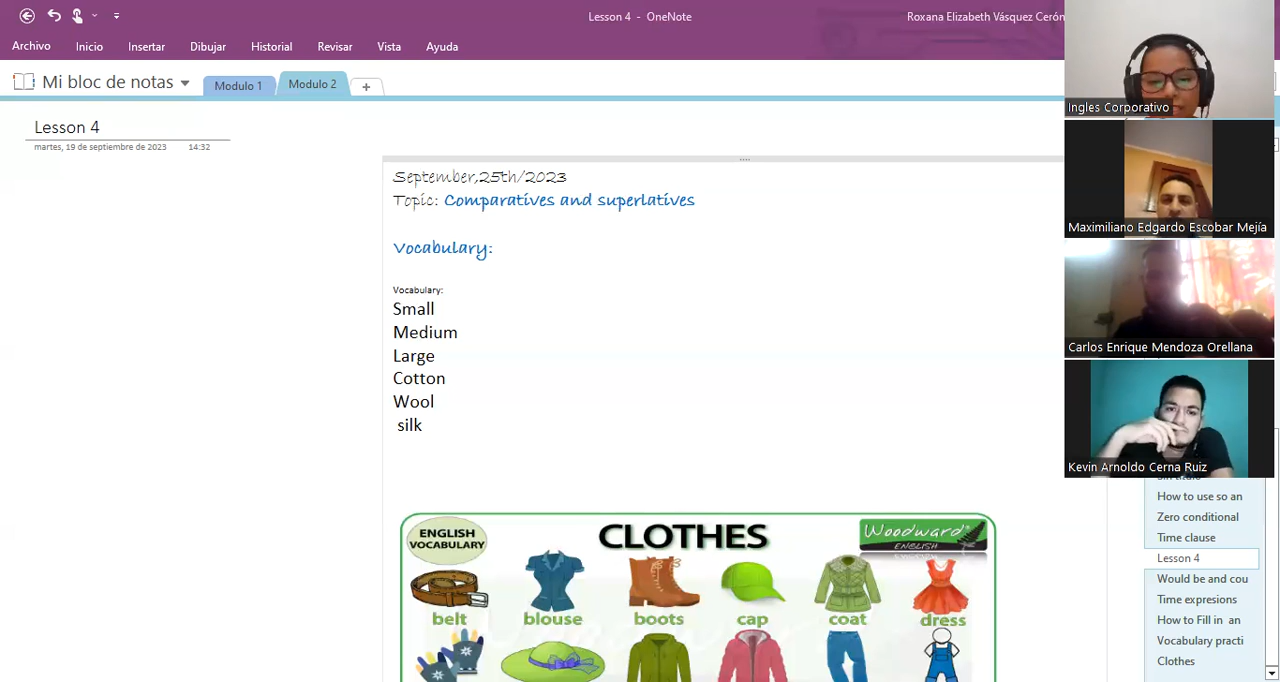 Lesson 4 - OneNote
Roxana Elizabeth Vásquez Cerón
Archivo Inicio Insertar Dibujar Historial Revisar Vista Ayuda
Mi bloc de notas Modulo 1 Modulo 2 +
Lesson 4
martes, 19 de septiembre de 2023 14:32
September,25th/2023
Topic: Comparatives and superlatives
Vocabulary:
Vocabulary:
Small
Medium
Large
Cotton
Wool
silk
ENGLISH
VOCABULARY
CLOTHES
Woodward
ENGLISH
belt blouse boots cap coat dress
Ingles Corporativo
Maximiliano Edgardo Escobar Mejía
Carlos Enrique Mendoza Orellana
Kevin Arnoldo Cerna Ruiz
How to use so an
Zero conditional
Time clause
Lesson 4
Would be and cou
Time expresions
How to Fill in an
Vocabulary practi
Clothes